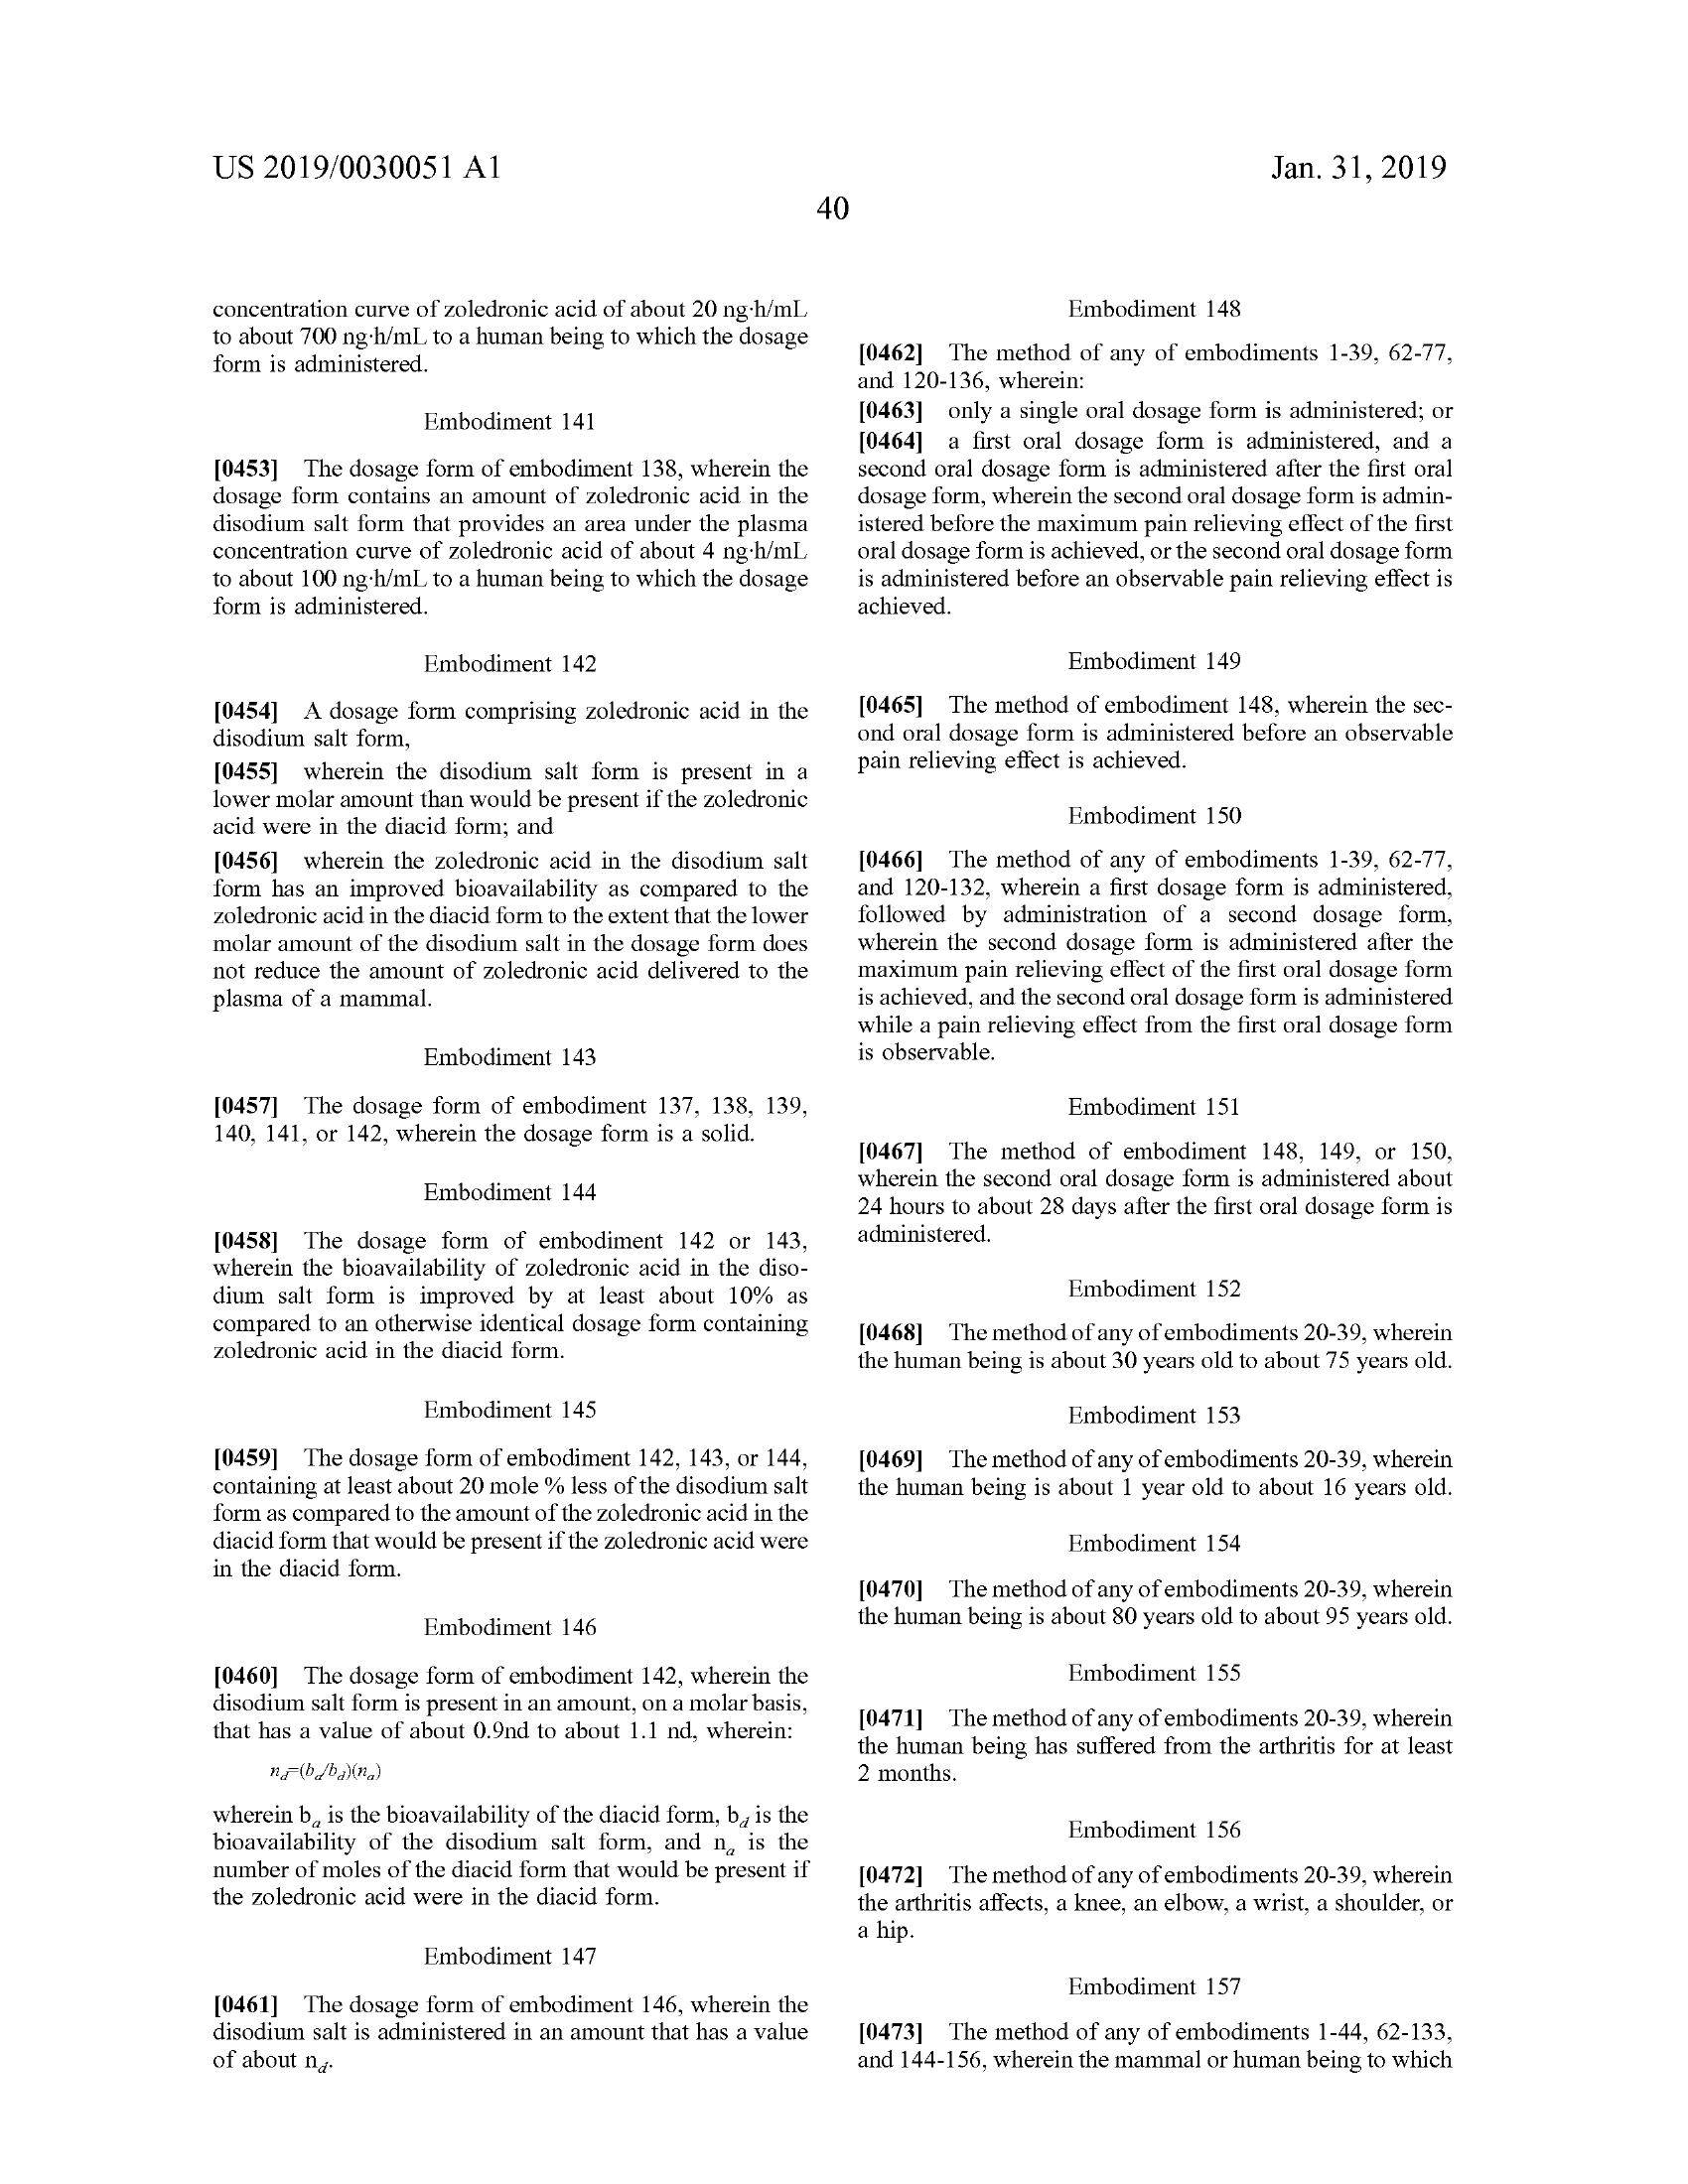 US 2019/0030051 A1
Jan. 31, 2019
40
concentration curve of zoledronic acid of about 20 ng·h/mL
to about 700 ng·h/mL to a human being to which the dosage
form is administered.
Embodiment 141
[0453] The dosage form of embodiment 138, wherein the
dosage form contains an amount of zoledronic acid in the
disodium salt form that provides an area under the plasma
concentration curve of zoledronic acid of about 4 ng·h/mL
to about 100 ng·h/mL to a human being to which the dosage
form is administered.
Embodiment 142
[0454] A dosage form comprising zoledronic acid in the
disodium salt form,
[0455] wherein the disodium salt form is present in a
lower molar amount than would be present if the zoledronic
acid were in the diacid form; and
[0456] wherein the zoledronic acid in the disodium salt
form has an improved bioavailability as compared to the
zoledronic acid in the diacid form to the extent that the lower
molar amount of the disodium salt in the dosage form does
not reduce the amount of zoledronic acid delivered to the
plasma of a mammal.
Embodiment 143
[0457] The dosage form of embodiment 137, 138, 139,
140, 141, or 142, wherein the dosage form is a solid.
Embodiment 144
[0458] The dosage form of embodiment 142 or 143,
wherein the bioavailability of zoledronic acid in the diso-
dium salt form is improved by at least about 10% as
compared to an otherwise identical dosage form containing
zoledronic acid in the diacid form.
Embodiment 145
[0459] The dosage form of embodiment 142, 143, or 144,
containing at least about 20 mole % less of the disodium salt
form as compared to the amount of the zoledronic acid in the
diacid form that would be present if the zoledronic acid were
in the diacid form.
Embodiment 146
[0460] The dosage form of embodiment 142, wherein the
disodium salt form is present in an amount, on a molar basis,
that has a value of about 0.9nd to about 1.1 nd, wherein:
n_d=(b_a/b_d)(n_a)
wherein b_a is the bioavailability of the diacid form, b_d is the
bioavailability of the disodium salt form, and n_a is the
number of moles of the diacid form that would be present if
the zoledronic acid were in the diacid form.
Embodiment 147
[0461] The dosage form of embodiment 146, wherein the
disodium salt is administered in an amount that has a value
of about n_d.
Embodiment 148
[0462] The method of any of embodiments 1-39, 62-77,
and 120-136, wherein:
[0463] only a single oral dosage form is administered; or
[0464] a first oral dosage form is administered, and a
second oral dosage form is administered after the first oral
dosage form, wherein the second oral dosage form is admin-
istered before the maximum pain relieving effect of the first
oral dosage form is achieved, or the second oral dosage form
is administered before an observable pain relieving effect is
achieved.
Embodiment 149
[0465] The method of embodiment 148, wherein the sec-
ond oral dosage form is administered before an observable
pain relieving effect is achieved.
Embodiment 150
[0466] The method of any of embodiments 1-39, 62-77,
and 120-132, wherein a first dosage form is administered,
followed by administration of a second dosage form,
wherein the second dosage form is administered after the
maximum pain relieving effect of the first oral dosage form
is achieved, and the second oral dosage form is administered
while a pain relieving effect from the first oral dosage form
is observable.
Embodiment 151
[0467] The method of embodiment 148, 149, or 150,
wherein the second oral dosage form is administered about
24 hours to about 28 days after the first oral dosage form is
administered.
Embodiment 152
[0468] The method of any of embodiments 20-39, wherein
the human being is about 30 years old to about 75 years old.
Embodiment 153
[0469] The method of any of embodiments 20-39, wherein
the human being is about 1 year old to about 16 years old.
Embodiment 154
[0470] The method of any of embodiments 20-39, wherein
the human being is about 80 years old to about 95 years old.
Embodiment 155
[0471] The method of any of embodiments 20-39, wherein
the human being has suffered from the arthritis for at least
2 months.
Embodiment 156
[0472] The method of any of embodiments 20-39, wherein
the arthritis affects, a knee, an elbow, a wrist, a shoulder, or
a hip.
Embodiment 157
[0473] The method of any of embodiments 1-44, 62-133,
and 144-156, wherein the mammal or human being to which